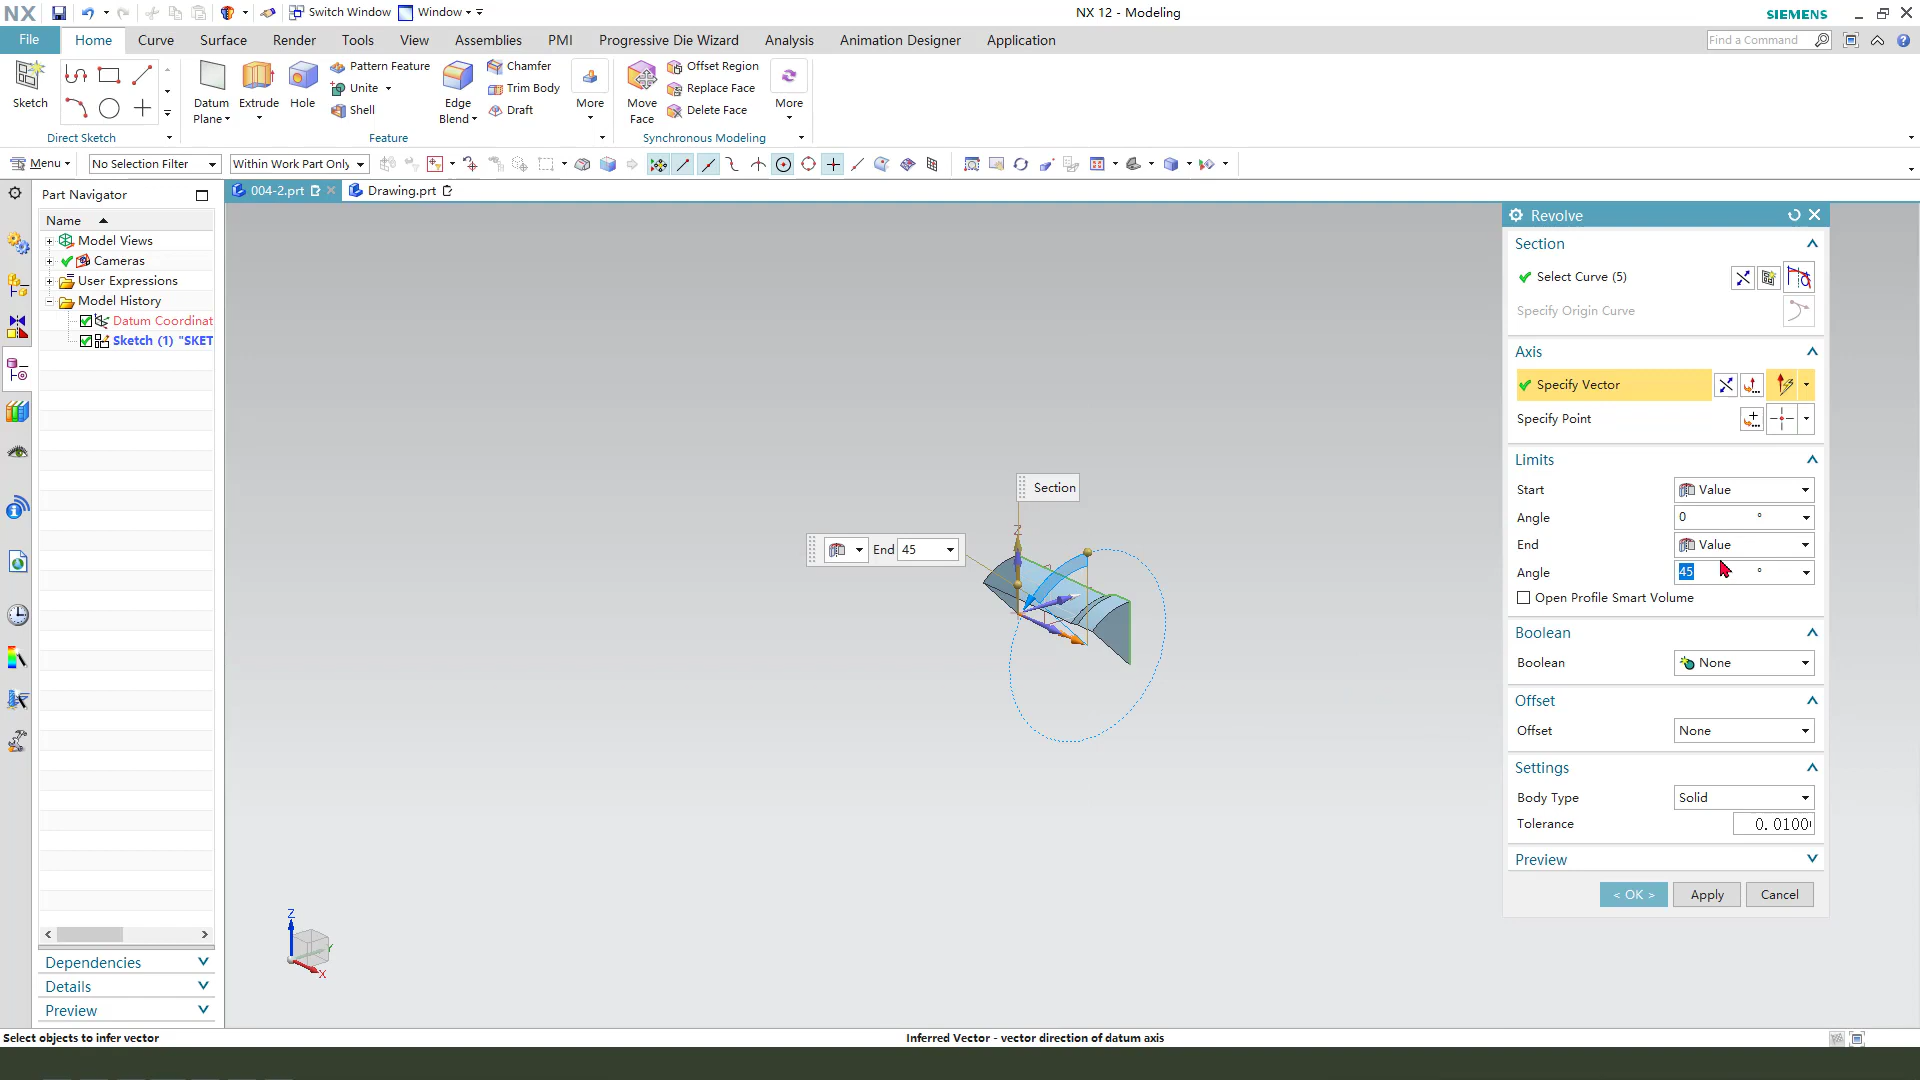 NX
Switch Window
Window
NX 12 - Modeling
SIEMENS
File
Home
Curve
Surface
Render
Tools
View
Assemblies
PMI
Progressive Die Wizard
Analysis
Animation Designer
Application
Find a Command
Sketch
Direct Sketch
Datum
Plane
Extrude
Hole
Pattern Feature
Unite
Shell
Edge
Blend
Chamfer
Trim Body
Draft
More
Feature
Move
Face
Offset Region
Replace Face
Delete Face
More
Synchronous Modeling
Menu
No Selection Filter
Within Work Part Only
Part Navigator
004-2.prt
Drawing.prt
Name
Model Views
Cameras
User Expressions
Model History
Datum Coordinat
Sketch (1) "SKET
Dependencies
Details
Preview
Section
End 45
Z
Z
Y
X
Revolve
Section
Select Curve (5)
Specify Origin Curve
Axis
Specify Vector
Specify Point
Limits
Start Value
Angle 0 °
End Value
Angle 45 °
Open Profile Smart Volume
Boolean
Boolean None
Offset
Offset None
Settings
Body Type Solid
Tolerance 0.0100
Preview
< OK >
Apply
Cancel
Select objects to infer vector
Inferred Vector - vector direction of datum axis